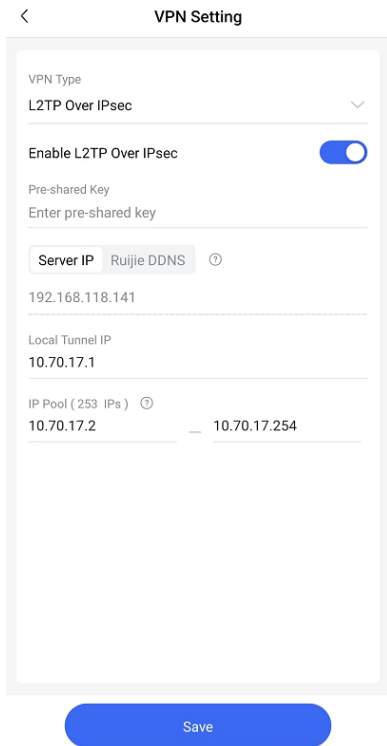 VPN Setting
VPN Type
L2TP Over IPsec
Enable L2TP Over IPsec
Pre-shared Key
Enter pre-shared key
Server IP Ruijie DDNS ?
192.168.118.141
Local Tunnel IP
10.70.17.1
IP Pool ( 253 IPs ) ?
10.70.17.2 — 10.70.17.254
Save